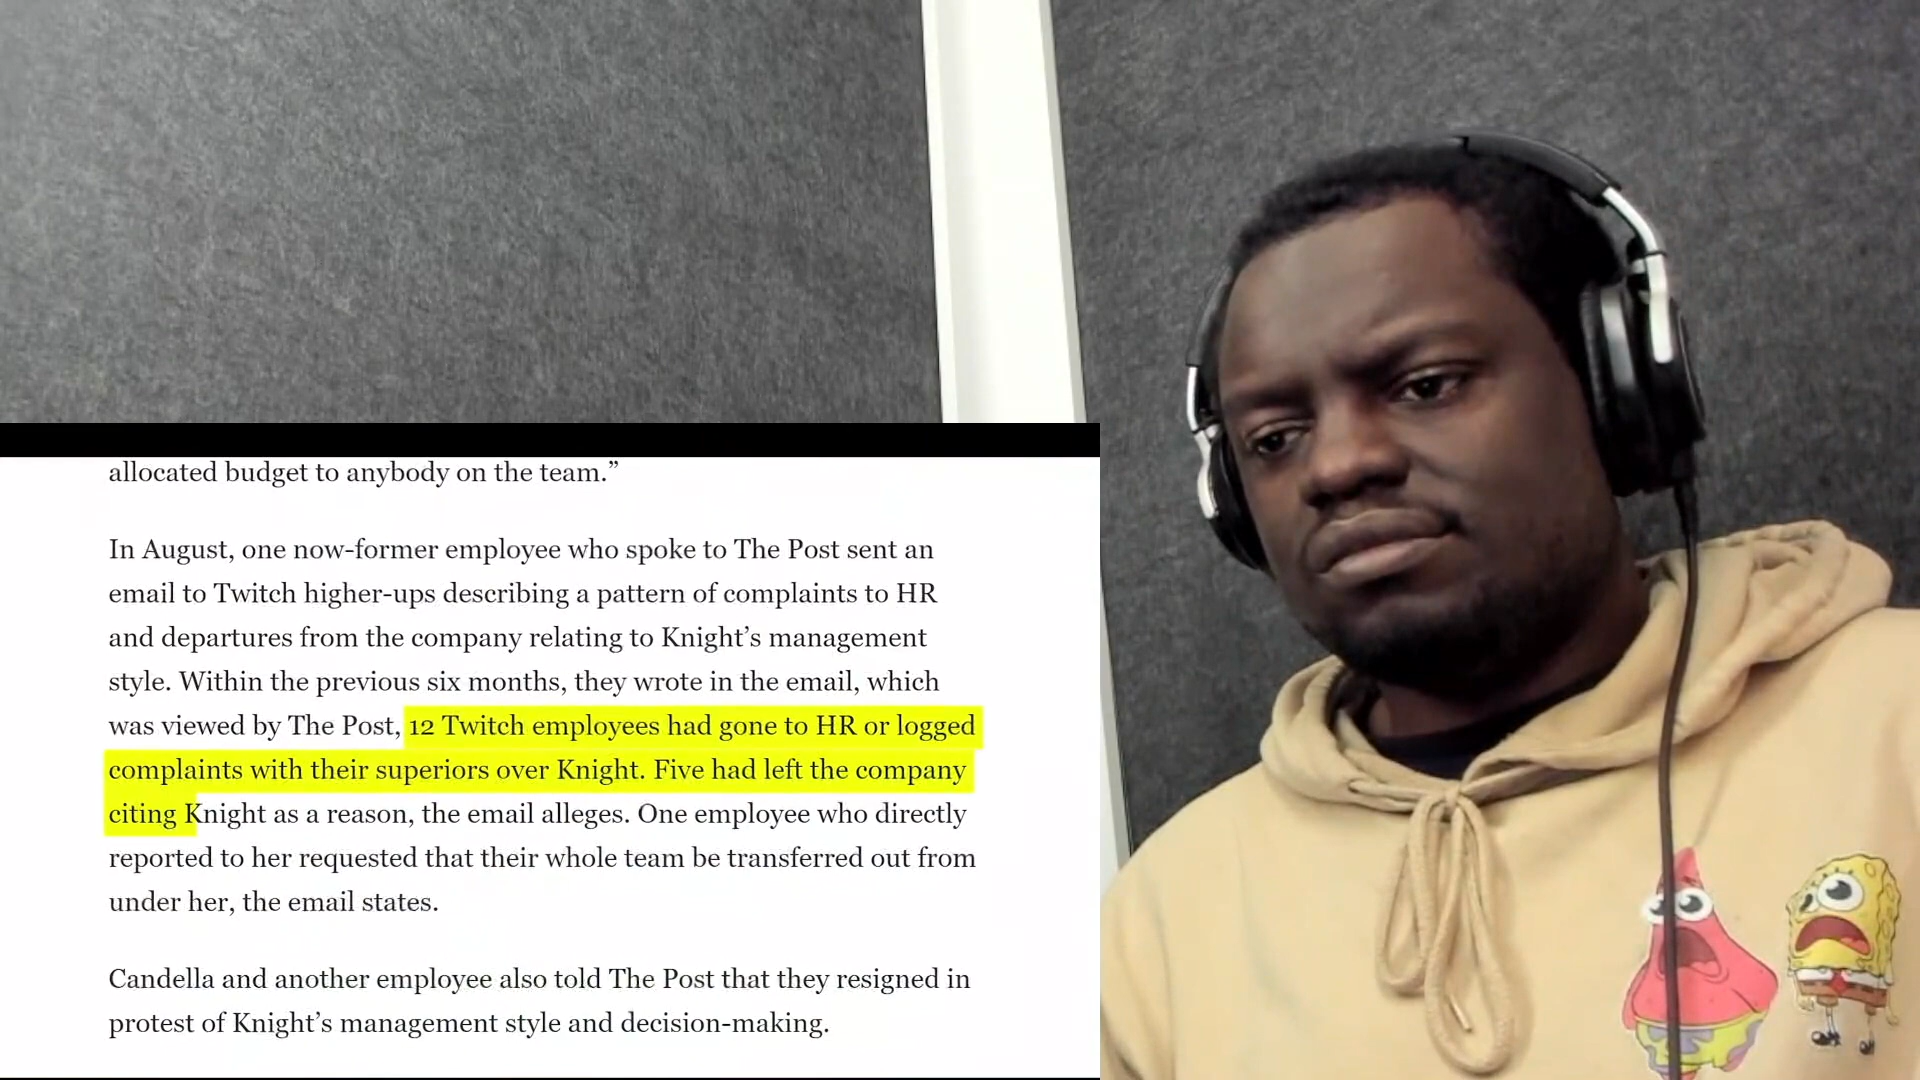 allocated budget to anybody on the team.”
In August, one now-former employee who spoke to The Post sent an
email to Twitch higher-ups describing a pattern of complaints to HR
and departures from the company relating to Knight’s management
style. Within the previous six months, they wrote in the email, which
was viewed by The Post, 12 Twitch employees had gone to HR or logged
complaints with their superiors over Knight. Five had left the company
citing Knight as a reason, the email alleges. One employee who directly
reported to her requested that their whole team be transferred out from
under her, the email states.
Candella and another employee also told The Post that they resigned in
protest of Knight’s management style and decision-making.